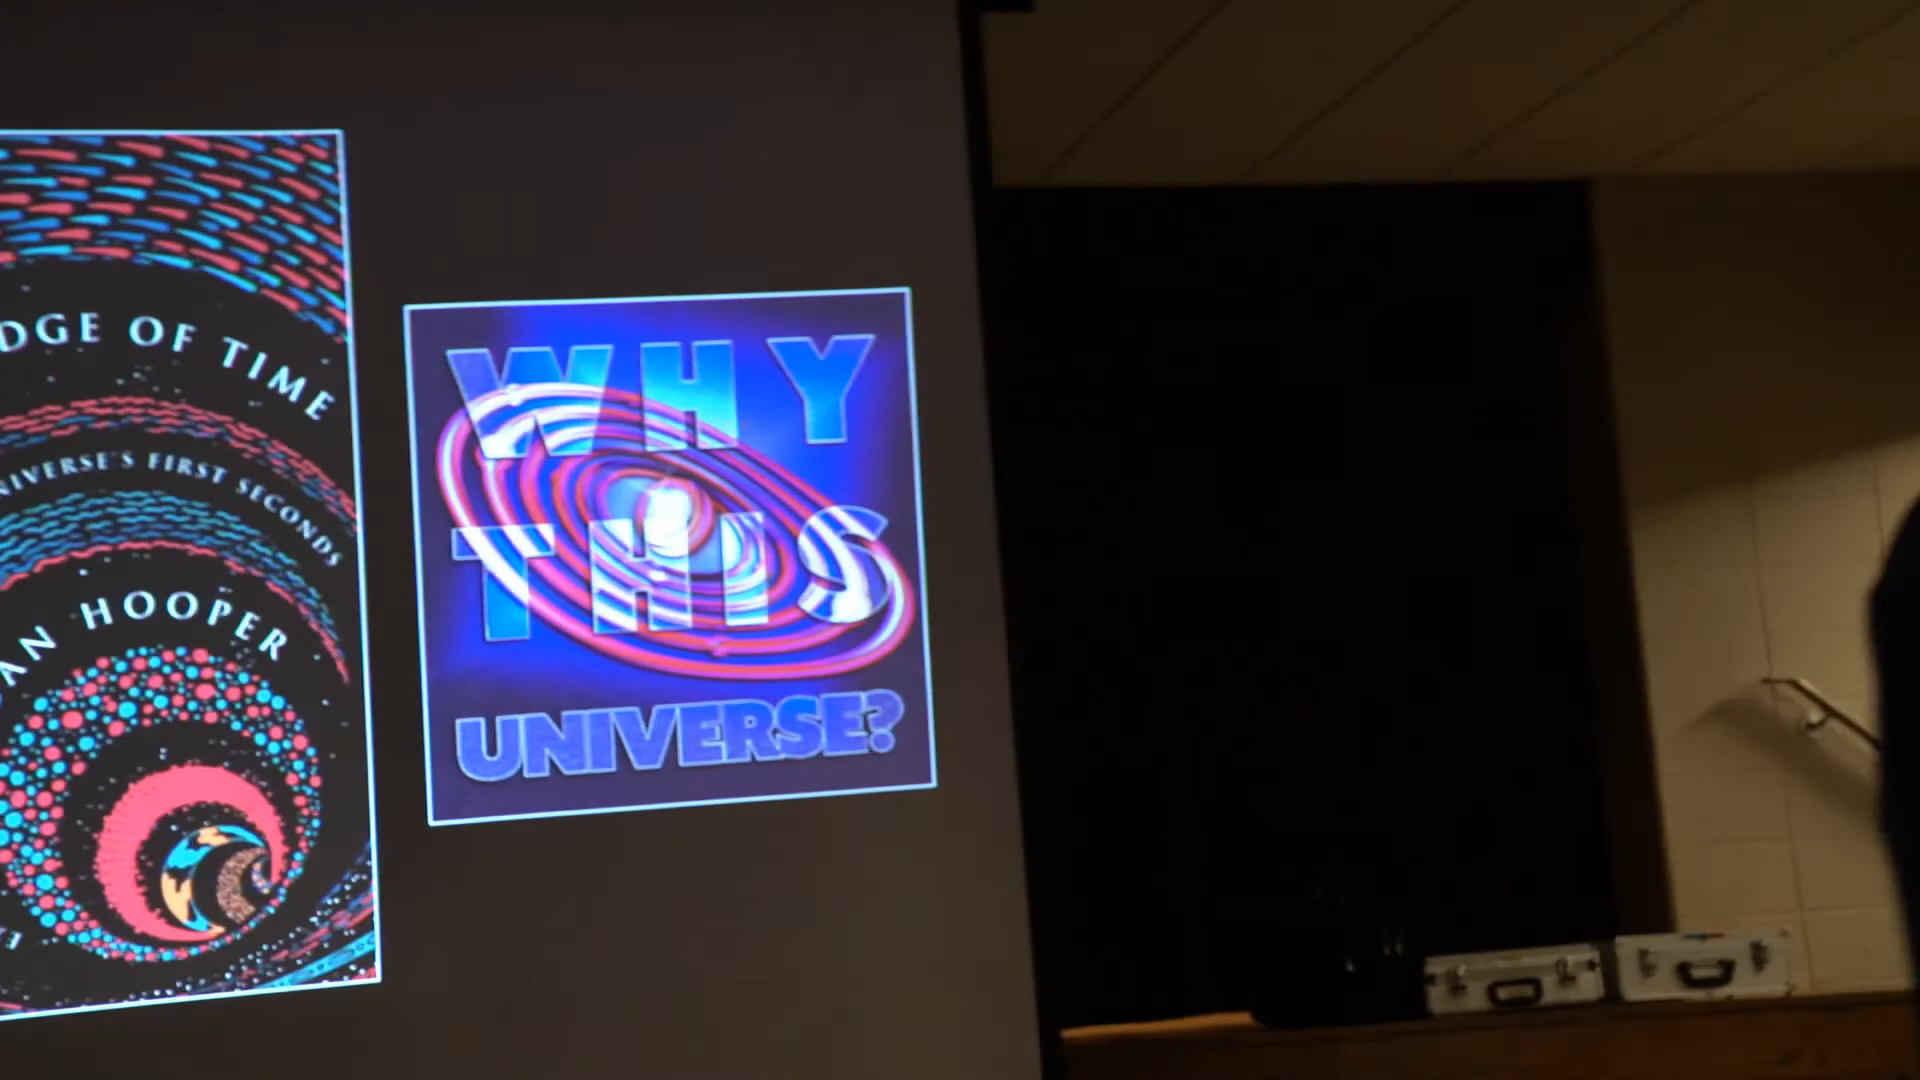 DGE OF TIME
NIVERSE'S FIRST SECONDS
AN HOOPER
WHY
THIS
UNIVERSE?